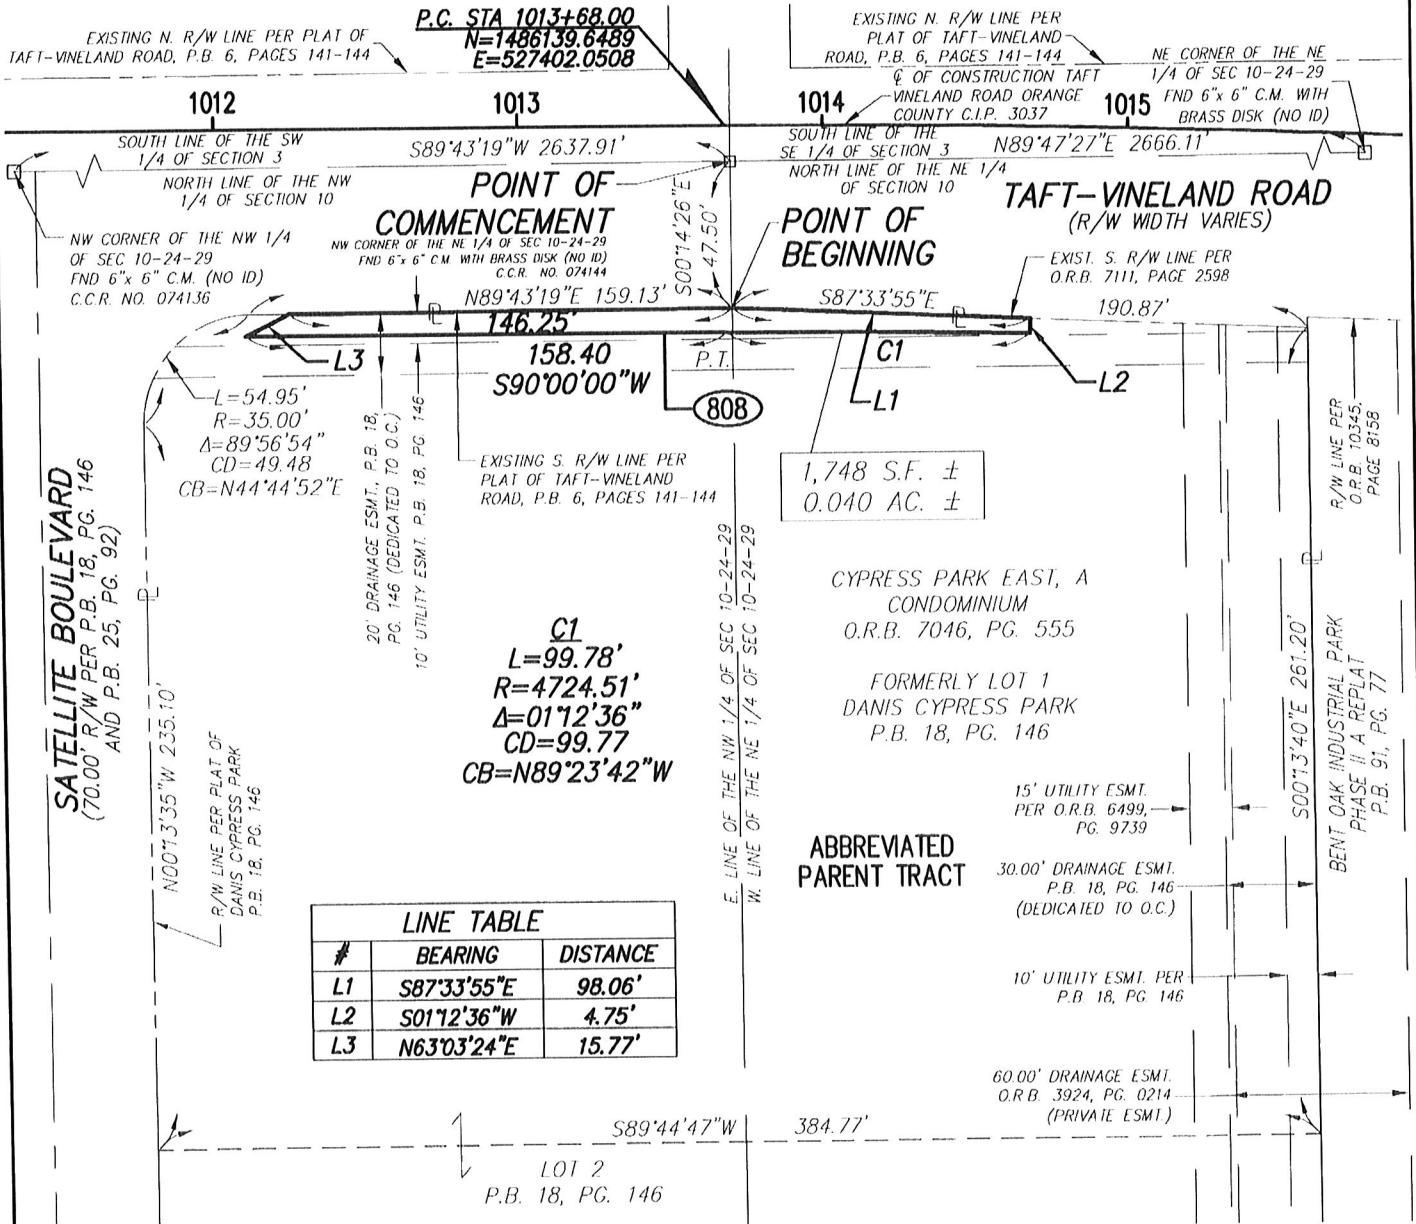 P.C. STA 1013+68.00
N=1486139.6489
E=527402.0508
EXISTING N. R/W LINE PER PLAT OF
TAFT-VINELAND ROAD, P.B. 6, PAGES 141-144
EXISTING N. R/W LINE PER
PLAT OF TAFT-VINELAND
ROAD, P.B. 6, PAGES 141-144
℄ OF CONSTRUCTION TAFT
VINELAND ROAD ORANGE
COUNTY C.I.P. 3037
NE CORNER OF THE NE
1/4 OF SEC 10-24-29
FND 6"x 6" C.M. WITH
BRASS DISK (NO ID)
1012
1013
1014
1015
SOUTH LINE OF THE SW
1/4 OF SECTION 3
S89°43'19"W 2637.91'
SOUTH LINE OF THE
SE 1/4 OF SECTION 3
N89°47'27"E 2666.11'
NORTH LINE OF THE NW
1/4 OF SECTION 10
NORTH LINE OF THE NE 1/4
OF SECTION 10
POINT OF
COMMENCEMENT
NW CORNER OF THE NE 1/4 OF SEC 10-24-29
FND 6"x 6" C.M. WITH BRASS DISK (NO ID)
C.C.R. NO. 074144
S00°14'26"E
47.50'
POINT OF
BEGINNING
TAFT-VINELAND ROAD
(R/W WIDTH VARIES)
NW CORNER OF THE NW 1/4
OF SEC 10-24-29
FND 6"x 6" C.M. (NO ID)
C.C.R. NO. 074136
EXIST. S. R/W LINE PER
O.R.B. 7111, PAGE 2598
N89°43'19"E 159.13'
S87°33'55"E
190.87'
146.25'
158.40
S90°00'00"W
P.T.
L3
C1
L1
L2
808
L=54.95'
R=35.00'
Δ=89°56'54"
CD=49.48
CB=N44°44'52"E
20' DRAINAGE ESMT., P.B. 18,
PG. 146 (DEDICATED TO O.C.)
10' UTILITY ESMT. P.B. 18, PG. 146
EXISTING S. R/W LINE PER
PLAT OF TAFT-VINELAND
ROAD, P.B. 6, PAGES 141-144
1,748 S.F. ±
0.040 AC. ±
R/W LINE PER
O.R.B. 10345,
PAGE 8158
SATELLITE BOULEVARD
(70.00' R/W PER P.B. 18, PG. 146
AND P.B. 25, PG. 92)
N00°13'35"W 235.10'
R/W LINE PER PLAT OF
DANIS CYPRESS PARK
P.B. 18, PG. 146
C1
L=99.78'
R=4724.51'
Δ=01°12'36"
CD=99.77
CB=N89°23'42"W
E. LINE OF THE NW 1/4 OF SEC 10-24-29
W. LINE OF THE NE 1/4 OF SEC 10-24-29
CYPRESS PARK EAST, A
CONDOMINIUM
O.R.B. 7046, PG. 555
FORMERLY LOT 1
DANIS CYPRESS PARK
P.B. 18, PG. 146
S00°13'40"E 261.20'
BENT OAK INDUSTRIAL PARK
PHASE II A REPLAT
P.B. 91, PG. 77
ABBREVIATED
PARENT TRACT
15' UTILITY ESMT.
PER O.R.B. 6499,
PG. 9739
30.00' DRAINAGE ESMT.
P.B. 18, PG. 146
(DEDICATED TO O.C.)
10' UTILITY ESMT. PER
P.B. 18, PG. 146
60.00' DRAINAGE ESMT.
O.R.B. 3924, PG. 0214
(PRIVATE ESMT.)
LINE TABLE
# BEARING DISTANCE
L1 S87°33'55"E 98.06'
L2 S01°12'36"W 4.75'
L3 N63°03'24"E 15.77'
S89°44'47"W 384.77'
LOT 2
P.B. 18, PG. 146